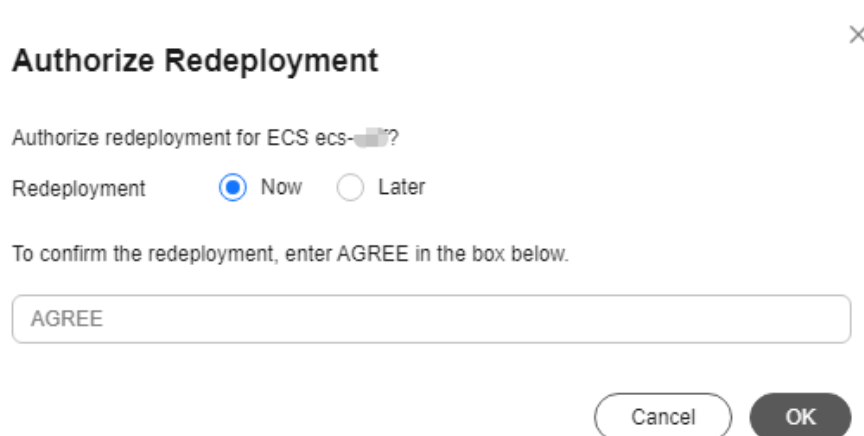 Authorize Redeployment
Authorize redeployment for ECS ecs-?
Redeployment Now Later
To confirm the redeployment, enter AGREE in the box below.
AGREE
Cancel OK